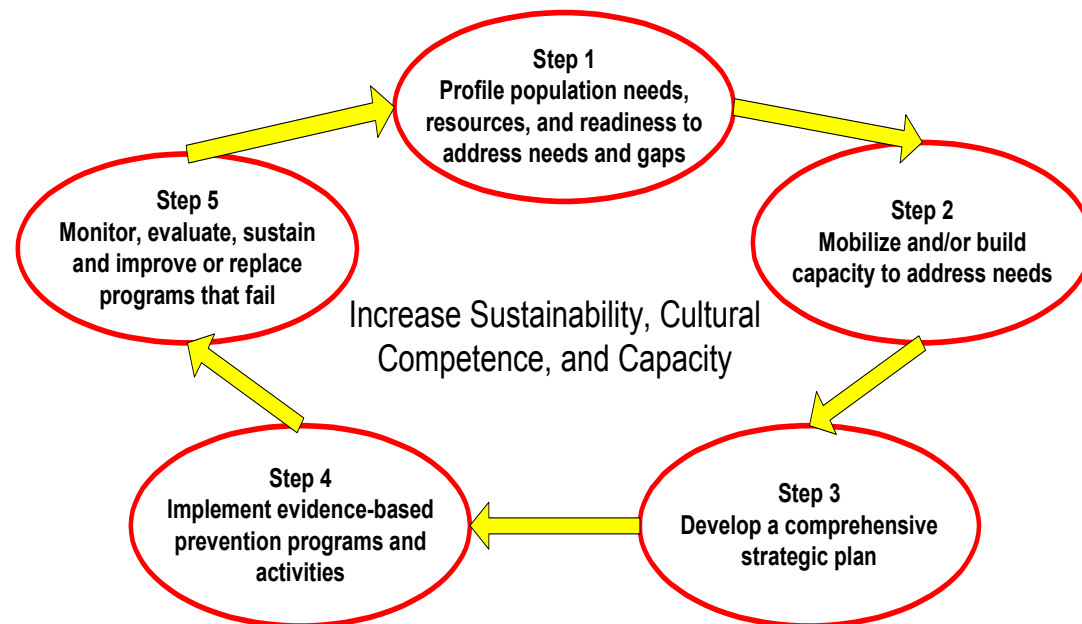 Step 1
Profile population needs,
resources, and readiness to
address needs and gaps
Step 2
Mobilize and/or build
capacity to address needs
Step 3
Develop a comprehensive
strategic plan
Step 4
Implement evidence-based
prevention programs and
activities
Step 5
Monitor, evaluate, sustain
and improve or replace
programs that fail
Increase Sustainability, Cultural
Competence, and Capacity